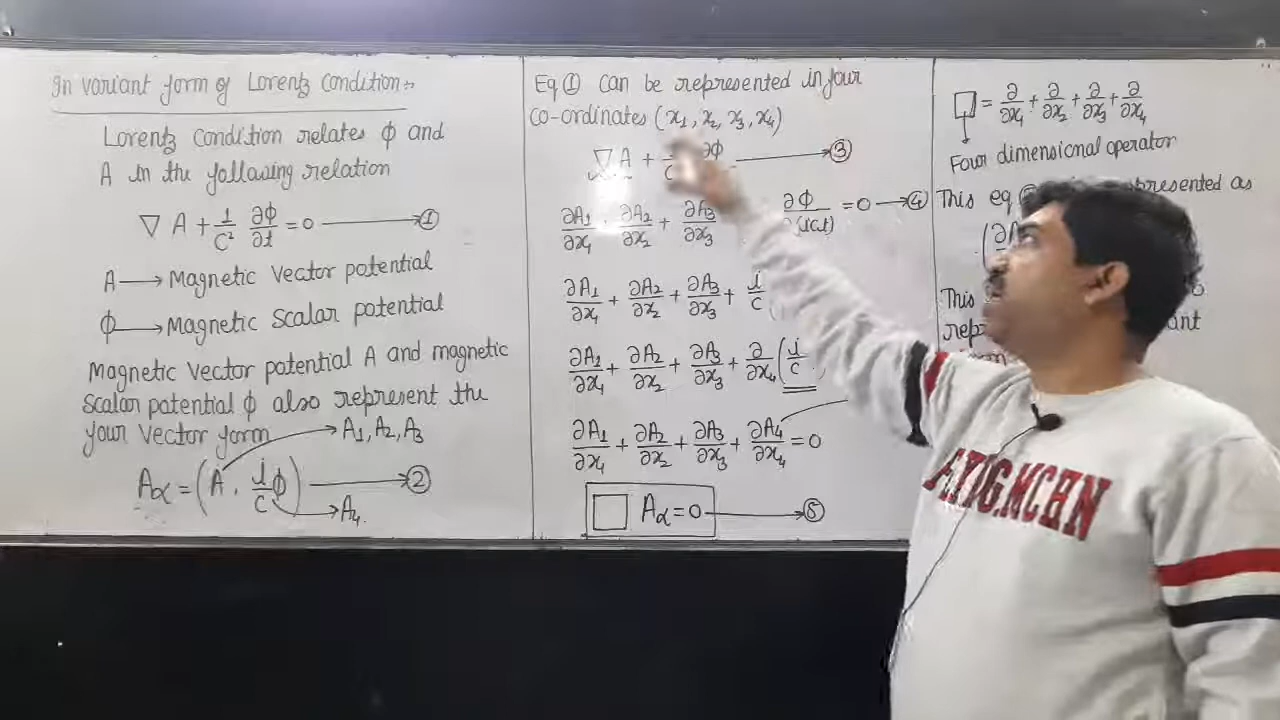 In variant form of Lorentz Condition:-
Lorentz Condition relates ϕ and
A in the following relation
∇ A + 1/C² ∂ϕ/∂t = 0 → ①
A → Magnetic Vector potential
ϕ → Magnetic Scalar potential
Magnetic Vector potential A and magnetic
Scalar potential ϕ also represent the
four Vector form → A₁, A₂, A₃
Aα = (A . i/c ϕ) → ②
→ A₄.
Eq ① Can be represented in four
Co-ordinates (x₁, x₂, x₃, x₄)
∇ A + ∂ϕ → ③
∂A₁/∂x₁ . ∂A₂/∂x₂ + ∂A₃/∂x₃ ∂ϕ/∂(ict) = 0 → ④
∂A₁/∂x₁ + ∂A₂/∂x₂ + ∂A₃/∂x₃ + i/c
∂A₁/∂x₁ + ∂A₂/∂x₂ + ∂A₃/∂x₃ + ∂/∂x₄ (i/c
∂A₁/∂x₁ + ∂A₂/∂x₂ + ∂A₃/∂x₃ + ∂A₄/∂x₄ = 0
□ Aα = 0 → ⑤
□ = ∂/∂x₁ + ∂/∂x₂ + ∂/∂x₃ + ∂/∂x₄
Four dimensional operator
This eq as
This
FLYIG.MCHN